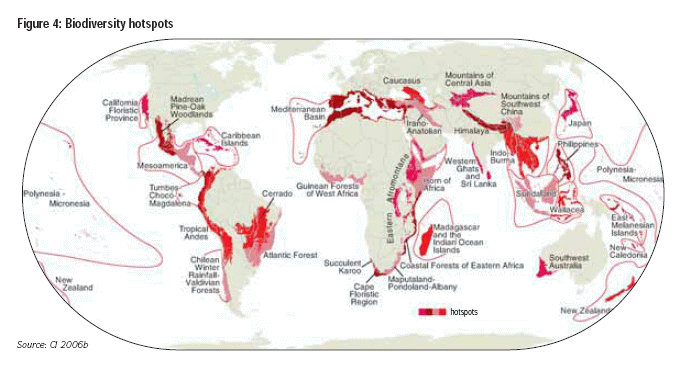 Figure 4: Biodiversity hotspots
California
Floristic
Province
Madrean
Pine-Oak
Woodlands
Caribbean
Islands
Mesoamerica
Polynesia -
Micronesia
Tumbes-
Choco-
Magdalena
Cerrado
Tropical
Andes
Atlantic Forest
Chilean
Winter
Rainfall-
Valdivian
Forests
New
Zealand
Caucasus
Mediterranean
Basin
Irano-
Anatolian
Mountains of
Central Asia
Mountains of
Southwest
China
Himalaya
Japan
Indo-
Burma
Philippines
Western
Ghats
and
Sri Lanka
Guinean Forests
of West Africa
Eastern Afromontane
Horn of
Africa
Sundaland
Wallacea
Polynesia-
Micronesia
East
Melanesian
Islands
New
Caledonia
Madagascar
and the
Indian Ocean
Islands
Coastal Forests of Eastern Africa
Succulent
Karoo
Maputaland-
Pondoland-Albany
Cape
Floristic
Region
Southwest
Australia
New Zealand
hotspots
Source: CI 2006b